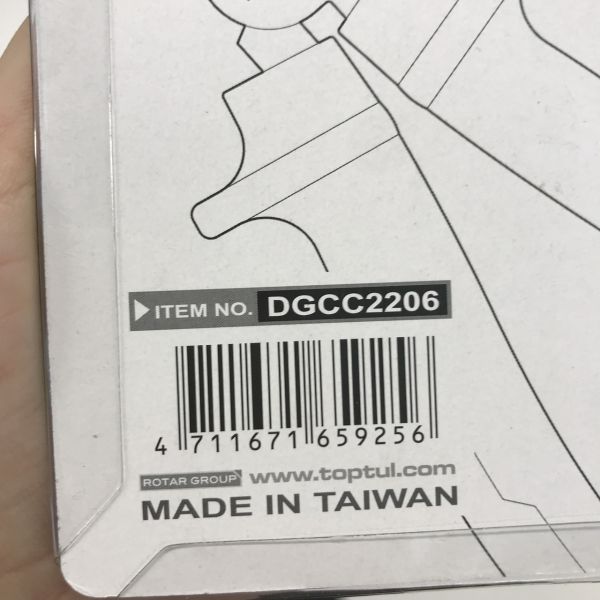 ITEM NO. DGCC2206
4 711671 659256
ROTAR GROUP www.toptul.com
MADE IN TAIWAN